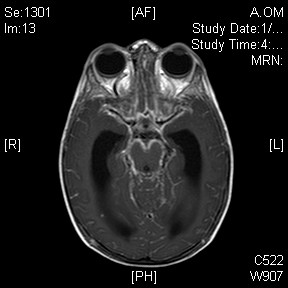 Se:1301
Im:13
[AF]
A.OM
Study Date:1/...
Study Time:4:...
MRN:
[R]
[L]
[PH]
C522
W907